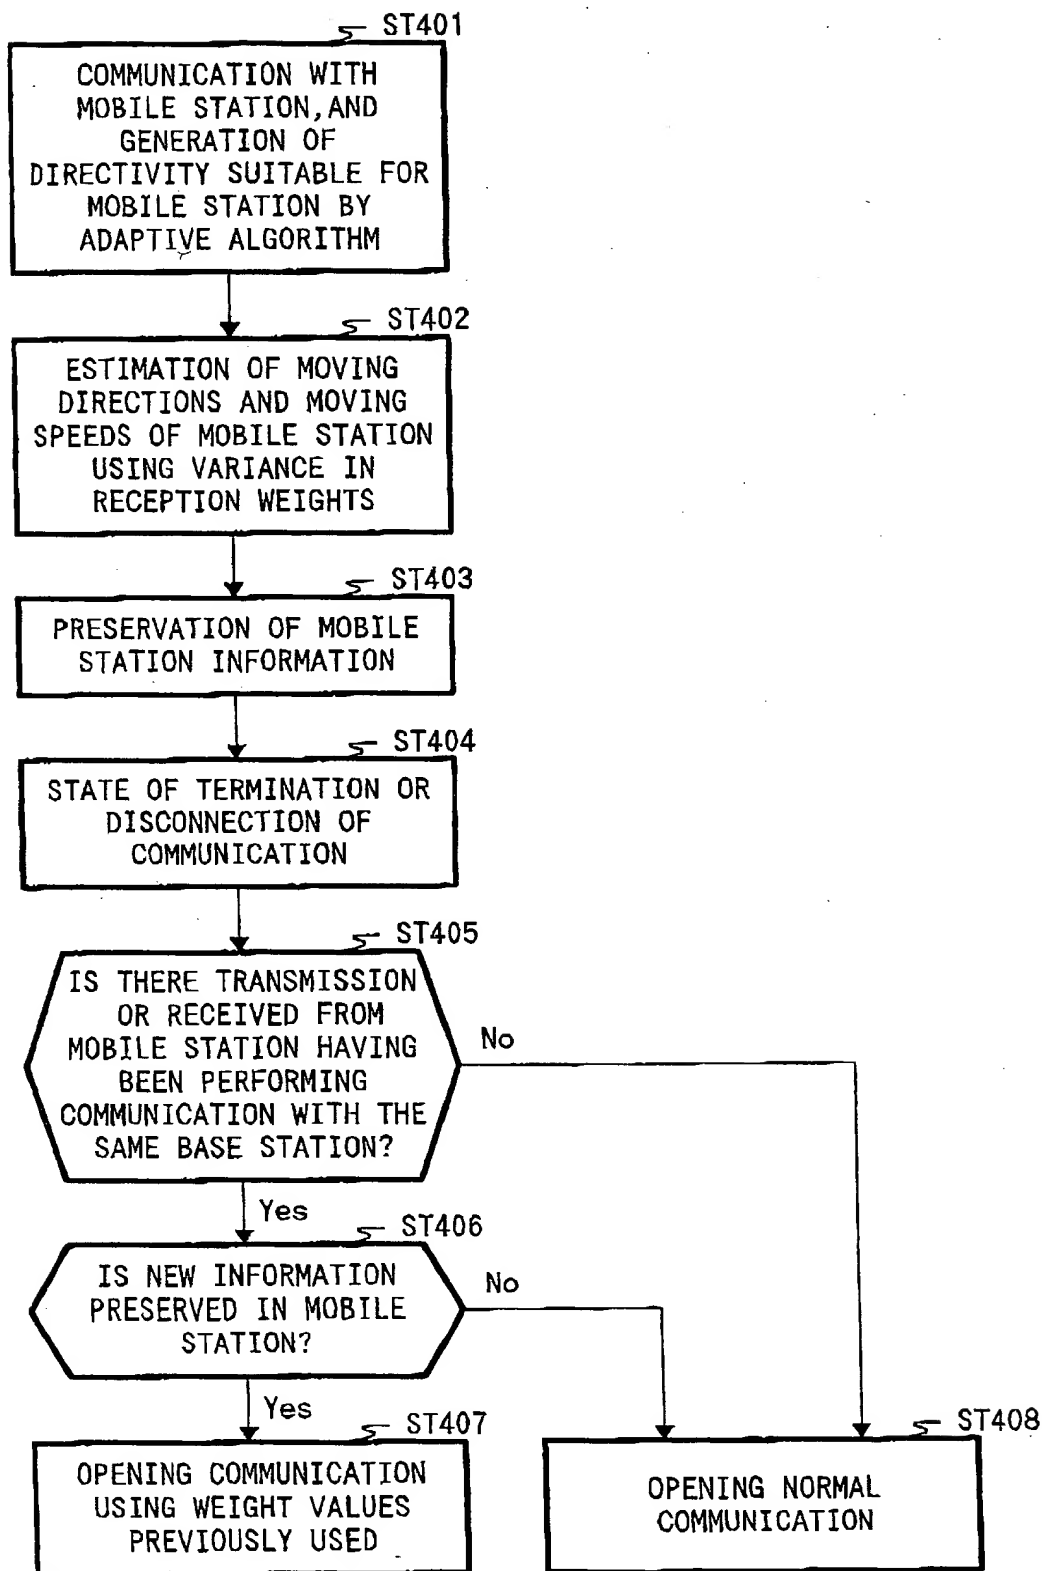 ST401
COMMUNICATION WITH
MOBILE STATION, AND
GENERATION OF
DIRECTIVITY SUITABLE FOR
MOBILE STATION BY
ADAPTIVE ALGORITHM
ST402
ESTIMATION OF MOVING
DIRECTIONS AND MOVING
SPEEDS OF MOBILE STATION
USING VARIANCE IN
RECEPTION WEIGHTS
ST403
PRESERVATION OF MOBILE
STATION INFORMATION
ST404
STATE OF TERMINATION OR
DISCONNECTION OF
COMMUNICATION
ST405
IS THERE TRANSMISSION
OR RECEIVED FROM
MOBILE STATION HAVING
BEEN PERFORMING
COMMUNICATION WITH THE
SAME BASE STATION?
No
Yes
ST406
IS NEW INFORMATION
PRESERVED IN MOBILE
STATION?
No
Yes
ST407
OPENING COMMUNICATION
USING WEIGHT VALUES
PREVIOUSLY USED
ST408
OPENING NORMAL
COMMUNICATION